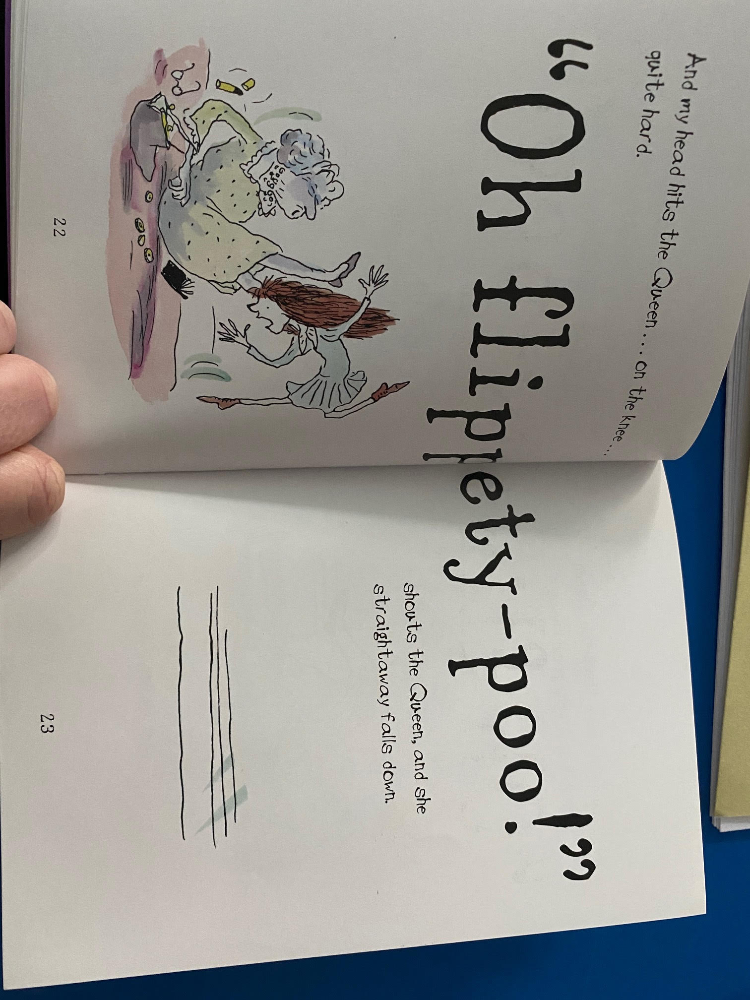 And my head hits the Queen... on the knee...
quite hard.
“Oh flippety-poo!”
shouts the Queen, and she
straightaway falls down.
22
23